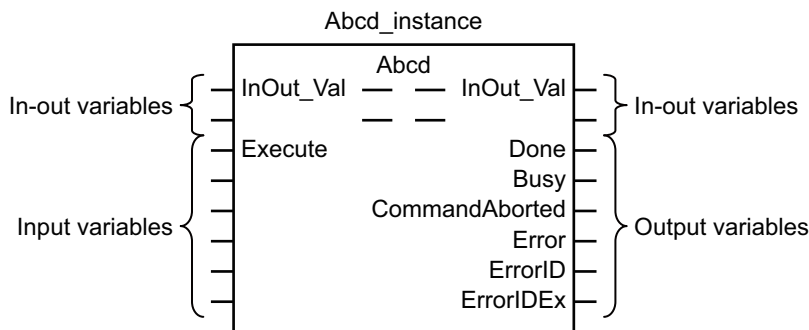 Abcd_instance
Abcd
In-out variables
InOut_Val
InOut_Val
In-out variables
Execute
Done
Busy
Input variables
CommandAborted
Output variables
Error
ErrorID
ErrorIDEx